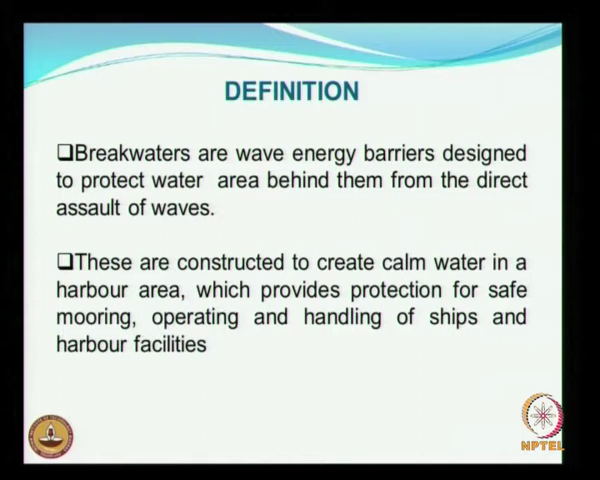 DEFINITION
❑Breakwaters are wave energy barriers designed
to protect water area behind them from the direct
assault of waves.
❑These are constructed to create calm water in a
harbour area, which provides protection for safe
mooring, operating and handling of ships and
harbour facilities
NPTEL